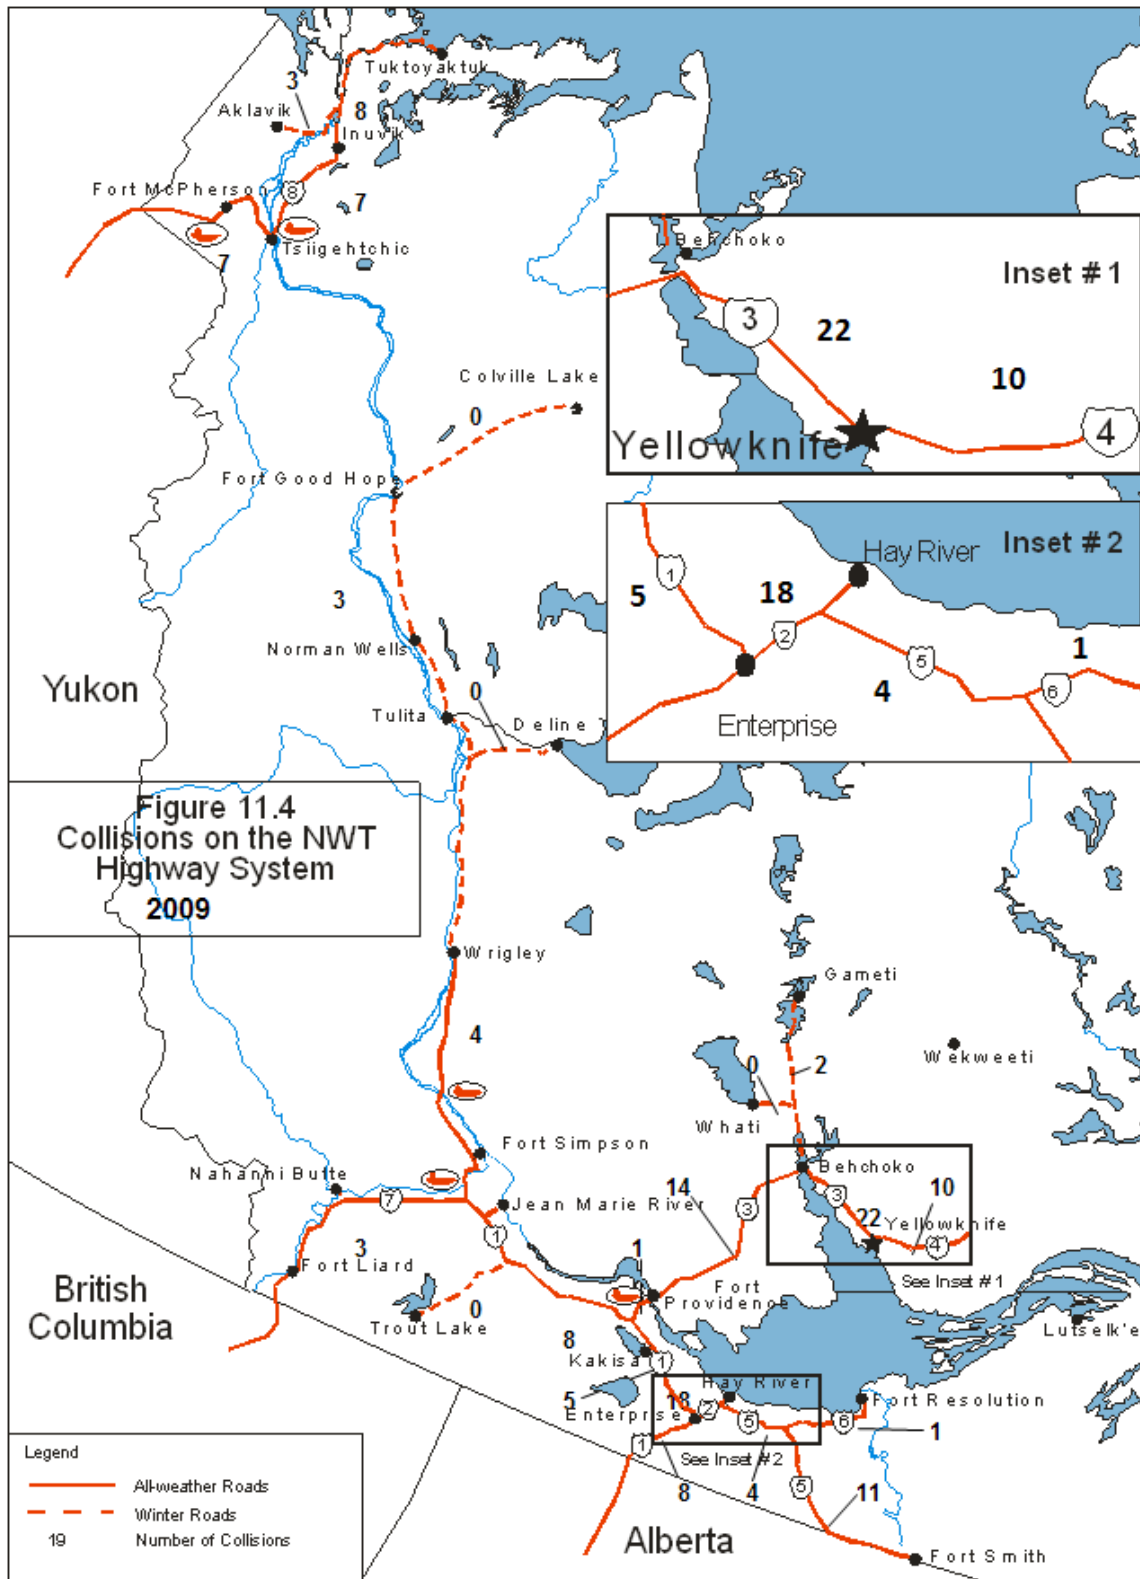 Tuktoyaktuk
3
Aklavik
8
Inuvik
Fort McPherson
8
7
Tsiigehtchic
7
Behchoko
Inset # 1
3
22
10
4
Yellowknife
Colville Lake
0
Fort Good Hope
Hay River
Inset # 2
1
5
18
2
5
1
6
4
Enterprise
3
Norman Wells
0
Yukon
Tulita
Deline
Figure 11.4
Collisions on the NWT
Highway System
2009
Wrigley
Gameti
4
Wekweeti
0
2
Whati
Fort Simpson
Behchoko
Nahanni Butte
14
10
7
Jean Marie River
3
3
22
Yellowknife
1
4
3
1
See Inset #1
Fort Liard
Fort
Providence
British
Columbia
0
Trout Lake
Lutselk'e
8
Kakisa
1
5
Hay River
18
Fort Resolution
Enterprise
2
5
6
1
1
See Inset #2
8
4
5
11
Alberta
Fort Smith
Legend
All-weather Roads
Winter Roads
19
Number of Collisions